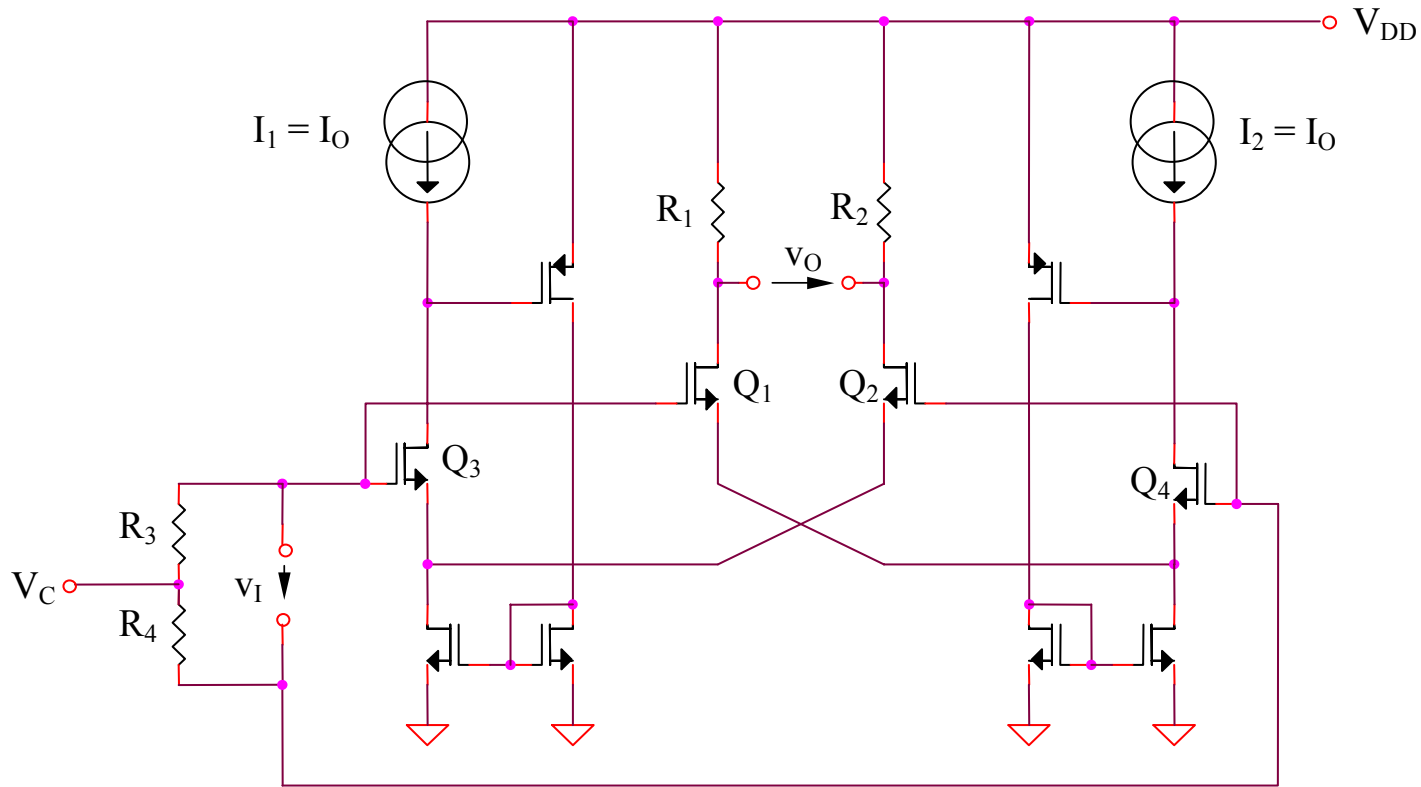 V_DD
I_1 = I_O
I_2 = I_O
R_1
R_2
v_O
Q_1
Q_2
Q_3
Q_4
R_3
V_C
v_I
R_4